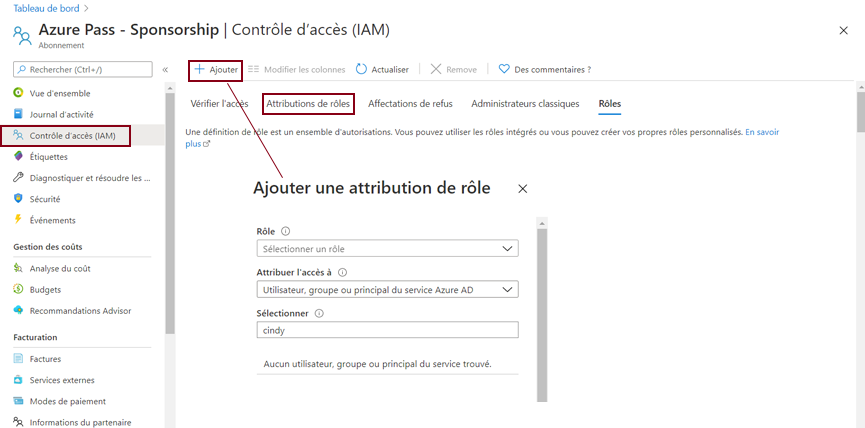 Tableau de bord >
Azure Pass - Sponsorship | Contrôle d'accès (IAM)
Abonnement
Rechercher (Ctrl+/)
«
Vue d'ensemble
Journal d'activité
Contrôle d'accès (IAM)
Étiquettes
Diagnostiquer et résoudre les ...
Sécurité
Événements
Gestion des coûts
Analyse du coût
Budgets
Recommandations Advisor
Facturation
Factures
Services externes
Modes de paiement
Informations du partenaire
Ajouter
Modifier les colonnes
Actualiser
Remove
Des commentaires ?
Vérifier l'accès
Attributions de rôles
Affectations de refus
Administrateurs classiques
Rôles
Une définition de rôle est un ensemble d'autorisations. Vous pouvez utiliser les rôles intégrés ou vous pouvez créer vos propres rôles personnalisés. En savoir
plus
Ajouter une attribution de rôle
Rôle
Sélectionner un rôle
Attribuer l'accès à
Utilisateur, groupe ou principal du service Azure AD
Sélectionner
cindy
Aucun utilisateur, groupe ou principal du service trouvé.